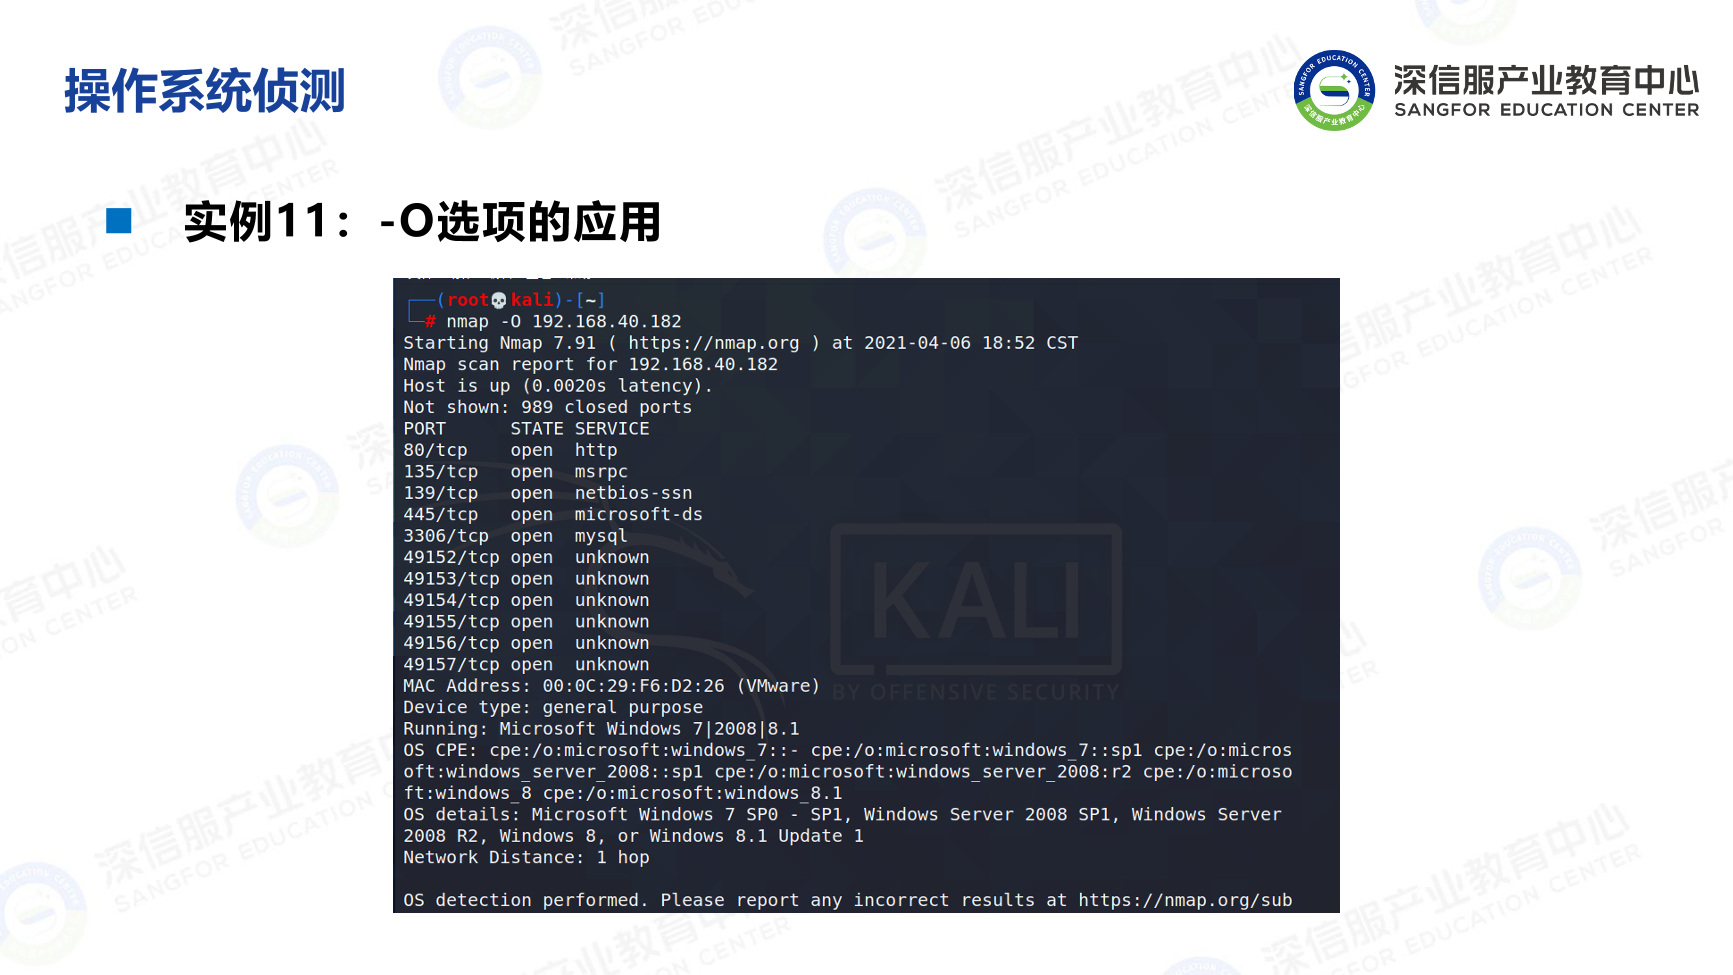 操作系统侦测
深信服产业教育中心
SANGFOR EDUCATION CENTER
实例11：-O选项的应用
┌──(root💀kali)-[~]
└─# nmap -O 192.168.40.182
Starting Nmap 7.91 ( https://nmap.org ) at 2021-04-06 18:52 CST
Nmap scan report for 192.168.40.182
Host is up (0.0020s latency).
Not shown: 989 closed ports
PORT      STATE SERVICE
80/tcp    open  http
135/tcp   open  msrpc
139/tcp   open  netbios-ssn
445/tcp   open  microsoft-ds
3306/tcp  open  mysql
49152/tcp open  unknown
49153/tcp open  unknown
49154/tcp open  unknown
49155/tcp open  unknown
49156/tcp open  unknown
49157/tcp open  unknown
MAC Address: 00:0C:29:F6:D2:26 (VMware)
Device type: general purpose
Running: Microsoft Windows 7|2008|8.1
OS CPE: cpe:/o:microsoft:windows_7::- cpe:/o:microsoft:windows_7::sp1 cpe:/o:micros
oft:windows_server_2008::sp1 cpe:/o:microsoft:windows_server_2008:r2 cpe:/o:microso
ft:windows_8 cpe:/o:microsoft:windows_8.1
OS details: Microsoft Windows 7 SP0 - SP1, Windows Server 2008 SP1, Windows Server
2008 R2, Windows 8, or Windows 8.1 Update 1
Network Distance: 1 hop
OS detection performed. Please report any incorrect results at https://nmap.org/sub
KALI
BY OFFENSIVE SECURITY